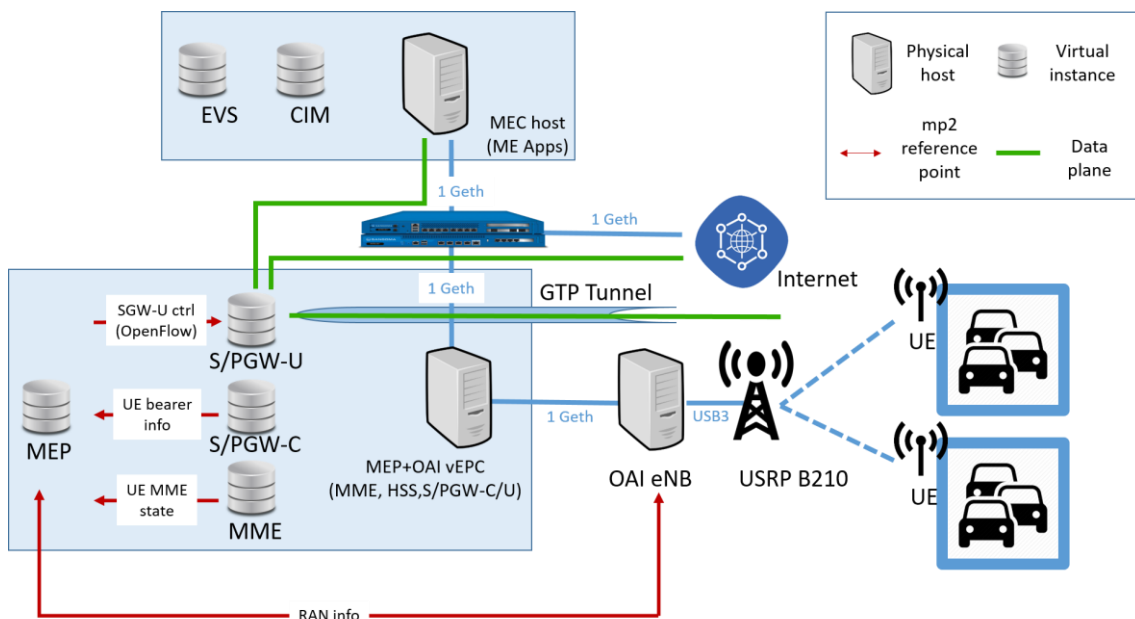 EVS
CIM
MEC host
(ME Apps)
Physical
host
Virtual
instance
mp2
reference
point
Data
plane
1 Geth
1 Geth
1 Geth
Internet
GTP Tunnel
SGW-U ctrl
(OpenFlow)
S/PGW-U
UE
MEP
UE bearer
info
S/PGW-C
1 Geth
USB3
UE MME
state
MME
MEP+OAI vEPC
(MME, HSS,S/PGW-C/U)
OAI eNB
USRP B210
UE
RAN info